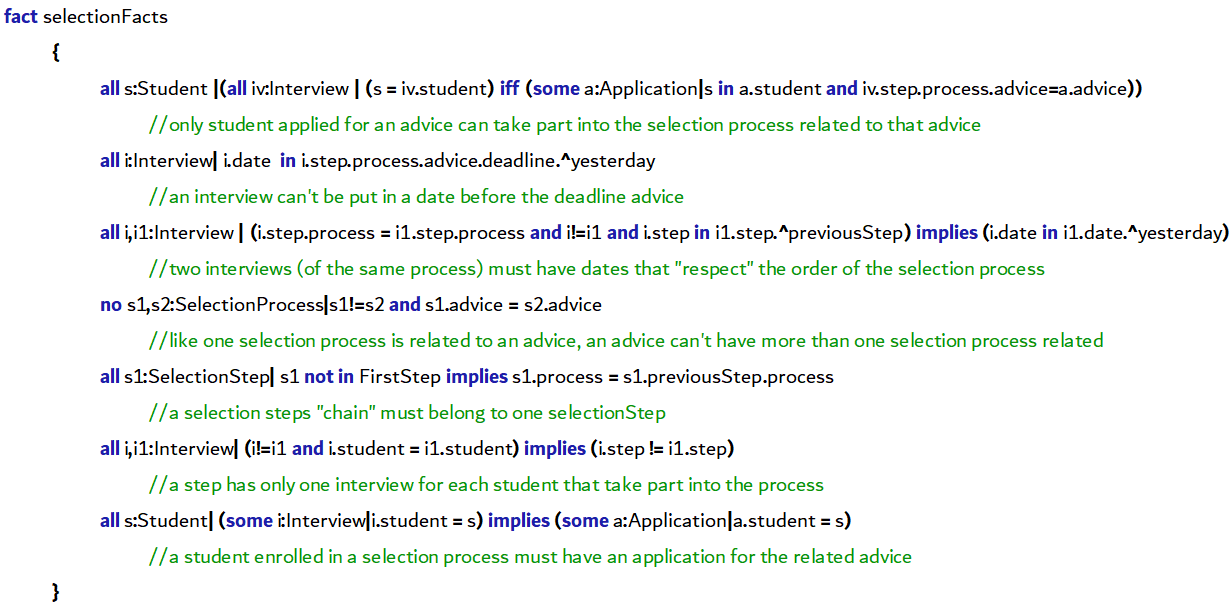 fact selectionFacts
{
all s:Student |(all iv:Interview | (s = iv.student) iff (some a:Application|s in a.student and iv.step.process.advice=a.advice))
//only student applied for an advice can take part into the selection process related to that advice
all i:Interview| i.date in i.step.process.advice.deadline.^yesterday
//an interview can't be put in a date before the deadline advice
all i,i1:Interview | (i.step.process = i1.step.process and i!=i1 and i.step in i1.step.^previousStep) implies (i.date in i1.date.^yesterday)
//two interviews (of the same process) must have dates that "respect" the order of the selection process
no s1,s2:SelectionProcess|s1!=s2 and s1.advice = s2.advice
//like one selection process is related to an advice, an advice can't have more than one selection process related
all s1:SelectionStep| s1 not in FirstStep implies s1.process = s1.previousStep.process
//a selection steps "chain" must belong to one selectionStep
all i,i1:Interview| (i!=i1 and i.student = i1.student) implies (i.step != i1.step)
//a step has only one interview for each student that take part into the process
all s:Student| (some i:Interview|i.student = s) implies (some a:Application|a.student = s)
//a student enrolled in a selection process must have an application for the related advice
}